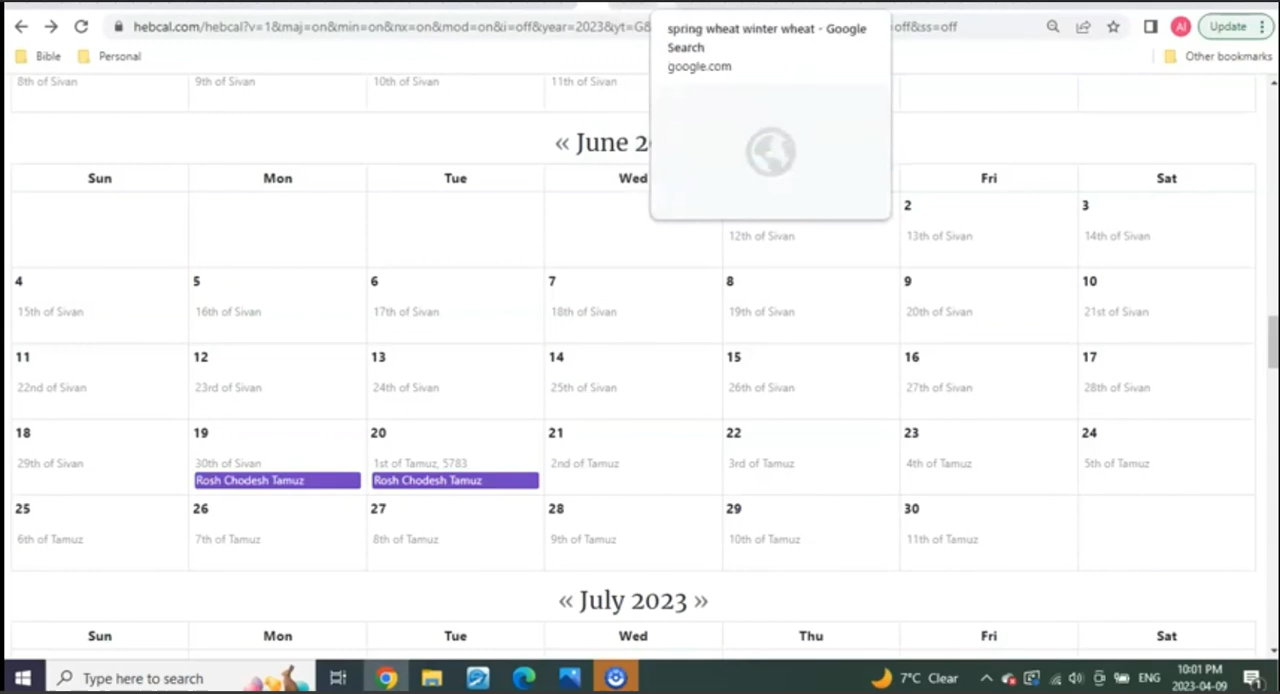 hebcal.com/hebcal?v=1&maj=on&min=on&nx=on&mod=on&i=off&year=2023&yt=G&
off&ss=off
Update
spring wheat winter wheat - Google
Search
google.com
Bible
Personal
Other bookmarks
8th of Sivan
9th of Sivan
10th of Sivan
11th of Sivan
« June 2
Sun Mon Tue Wed Fri Sat
2 3
12th of Sivan 13th of Sivan 14th of Sivan
4 5 6 7 8 9 10
15th of Sivan 16th of Sivan 17th of Sivan 18th of Sivan 19th of Sivan 20th of Sivan 21st of Sivan
11 12 13 14 15 16 17
22nd of Sivan 23rd of Sivan 24th of Sivan 25th of Sivan 26th of Sivan 27th of Sivan 28th of Sivan
18 19 20 21 22 23 24
29th of Sivan 30th of Sivan 1st of Tamuz, 5783 2nd of Tamuz 3rd of Tamuz 4th of Tamuz 5th of Tamuz
Rosh Chodesh Tamuz Rosh Chodesh Tamuz
25 26 27 28 29 30
6th of Tamuz 7th of Tamuz 8th of Tamuz 9th of Tamuz 10th of Tamuz 11th of Tamuz
« July 2023 »
Sun Mon Tue Wed Thu Fri Sat
Type here to search
7°C Clear
ENG
10:01 PM
2023-04-09